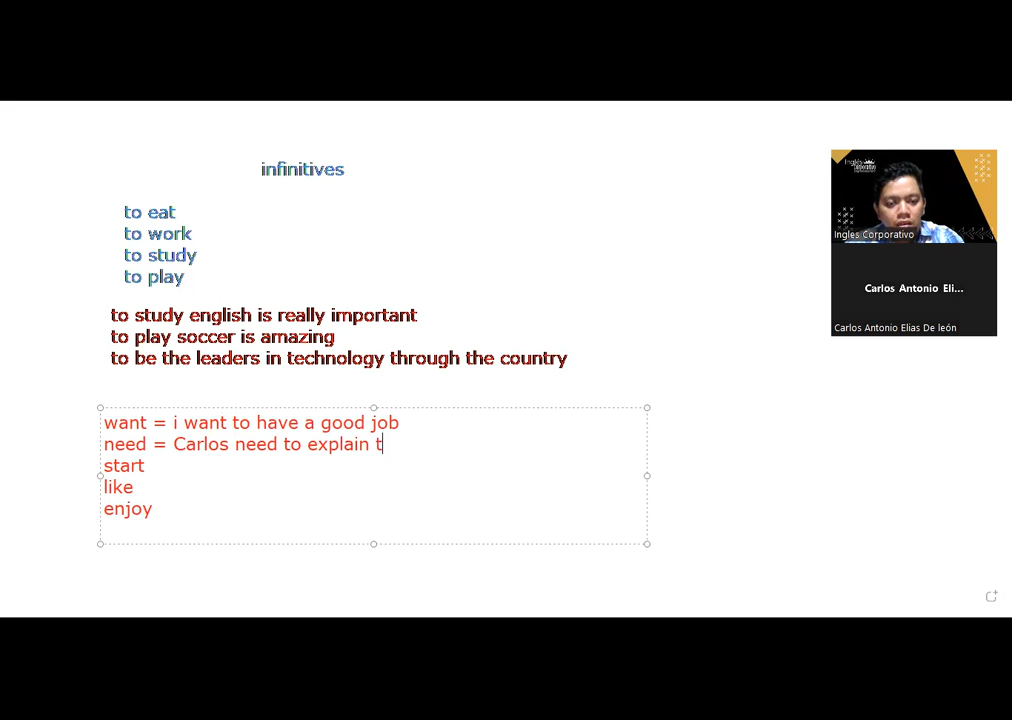 infinitives
to eat
to work
to study
to play
to study english is really important
to play soccer is amazing
to be the leaders in technology through the country
want = i want to have a good job
need = Carlos need to explain t
start
like
enjoy
Inglés
Corporativo
Ingles Corporativo
Carlos Antonio Eli...
Carlos Antonio Elias De león